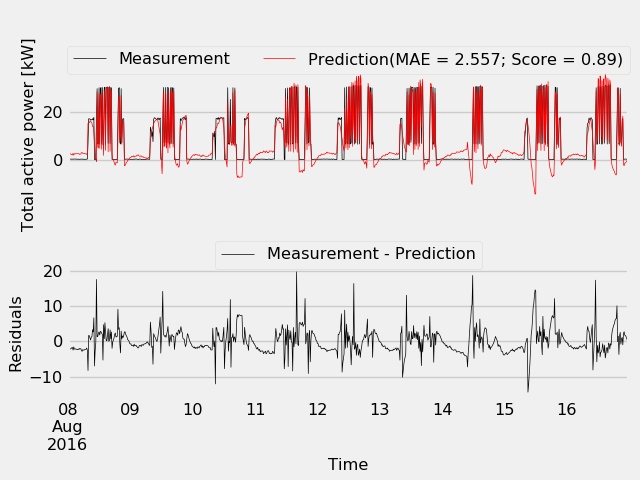 Measurement
Prediction(MAE = 2.557; Score = 0.89)
Total active power [kW]
20
0
Measurement - Prediction
Residuals
20
10
0
−10
08 09 10 11 12 13 14 15 16
Aug
2016
Time